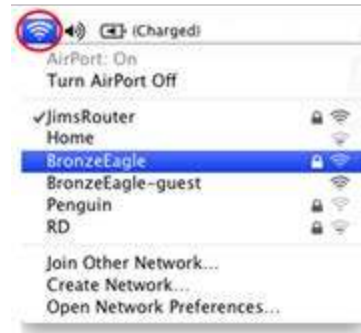 (Charged)
AirPort: On
Turn AirPort Off
✓JimsRouter
Home
BronzeEagle
BronzeEagle-guest
Penguin
RD
Join Other Network...
Create Network...
Open Network Preferences...